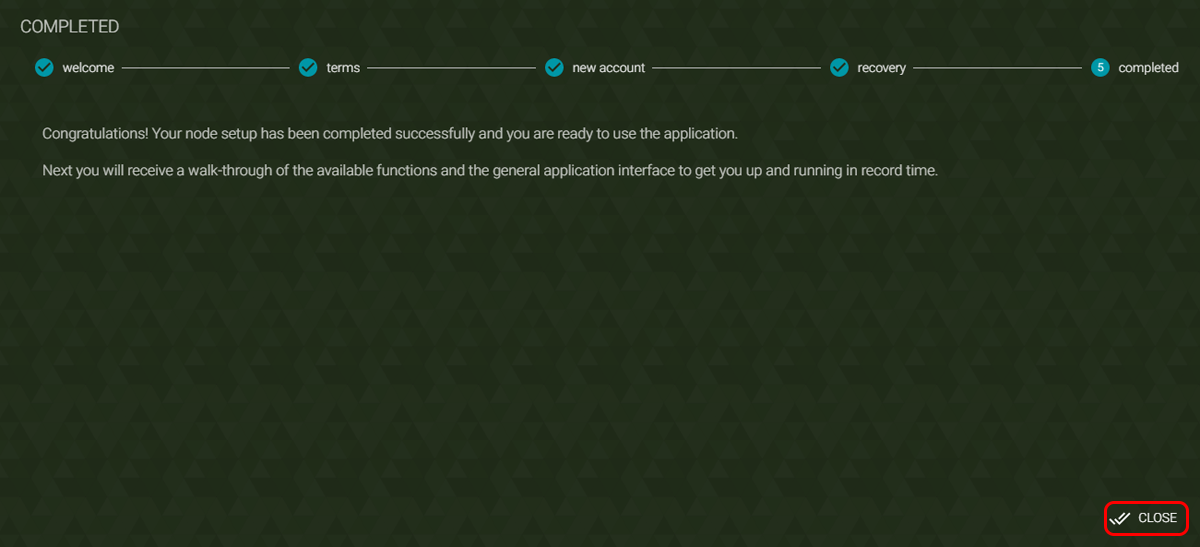 COMPLETED
welcome terms new account recovery 5 completed
Congratulations! Your node setup has been completed successfully and you are ready to use the application.
Next you will receive a walk-through of the available functions and the general application interface to get you up and running in record time.
CLOSE